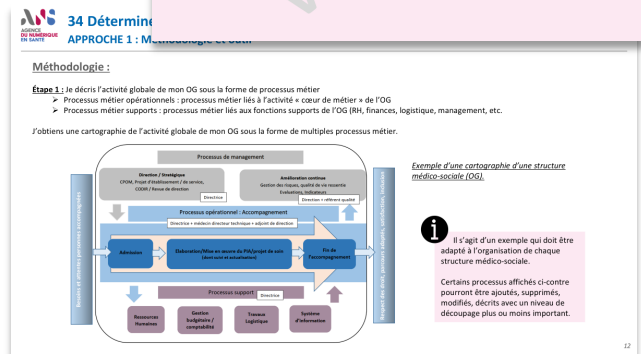 AGENCE
DU NUMÉRIQUE
EN SANTÉ
34 Détermine
APPROCHE 1 : Méthodologie et outil
Méthodologie :
Étape 1 : Je décris l'activité globale de mon OG sous la forme de processus métier
➢ Processus métier opérationnels : processus métier liés à l'activité « cœur de métier » de l'OG
➢ Processus métier supports : processus métier liés aux fonctions supports de l'OG (RH, finances, logistique, management, etc.
J'obtiens une cartographie de l'activité globale de mon OG sous la forme de multiples processus métier.
Processus de management
Direction / Stratégique
CPOM, Projet d'établissement / de service,
CODIR / Revue de direction
Directrice
Amélioration continue
Gestion des risques, qualité de vie ressentie
Evaluations, Indicateurs
Direction + référent qualité
Besoins et attentes personnes accompagnées
Processus opérationnel : Accompagnement
Directrice + médecin directeur technique + adjoint de direction
Admission
Elaboration/Mise en œuvre du PIA/projet de soin
(dont suivi et actualisation)
Fin de
l'accompagnement
Respect des droit, parcours adaptés, satisfaction, inclusion
Processus support
Directrice
Ressources
Humaines
Gestion
budgétaire /
comptabilité
Travaux
Logistique
Système
d'information
Exemple d'une cartographie d'une structure
médico-sociale (OG).
i
Il s'agit d'un exemple qui doit être
adapté à l'organisation de chaque
structure médico-sociale.
Certains processus affichés ci-contre
pourront être ajoutés, supprimés,
modifiés, décrits avec un niveau de
découpage plus ou moins important.
12